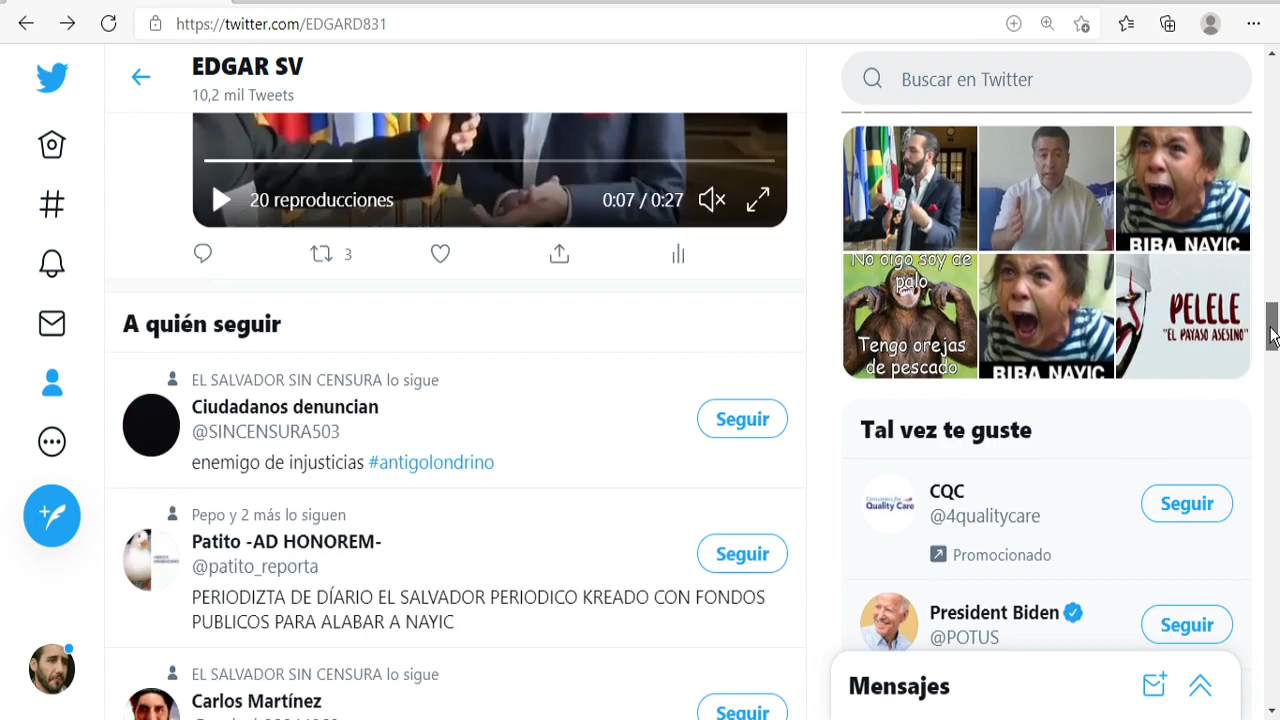 https://twitter.com/EDGARD831
EDGAR SV
10,2 mil Tweets
20 reproducciones
0:07 / 0:27
3
A quién seguir
EL SALVADOR SIN CENSURA lo sigue
Ciudadanos denuncian
@SINCENSURA503
enemigo de injusticias #antigolondrino
Seguir
Pepo y 2 más lo siguen
Patito -AD HONOREM-
@patito_reporta
PERIODIZTA DE DÍARIO EL SALVADOR PERIODICO KREADO CON FONDOS
PUBLICOS PARA ALABAR A NAYIC
Seguir
EL SALVADOR SIN CENSURA lo sigue
Carlos Martínez
Seguir
Buscar en Twitter
BIBA NAYIC
No oigo soy de
palo
Tengo orejas
de pescado
BIBA NAYIC
PELELE
"EL PAYASO ASESINO"
Tal vez te guste
Consumers for
Quality Care
CQC
@4qualitycare
Promocionado
Seguir
President Biden
@POTUS
Seguir
Mensajes